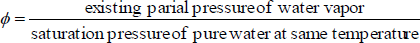 ϕ = existing parial pressure of water vapor
saturation pressure of pure water at same temperature